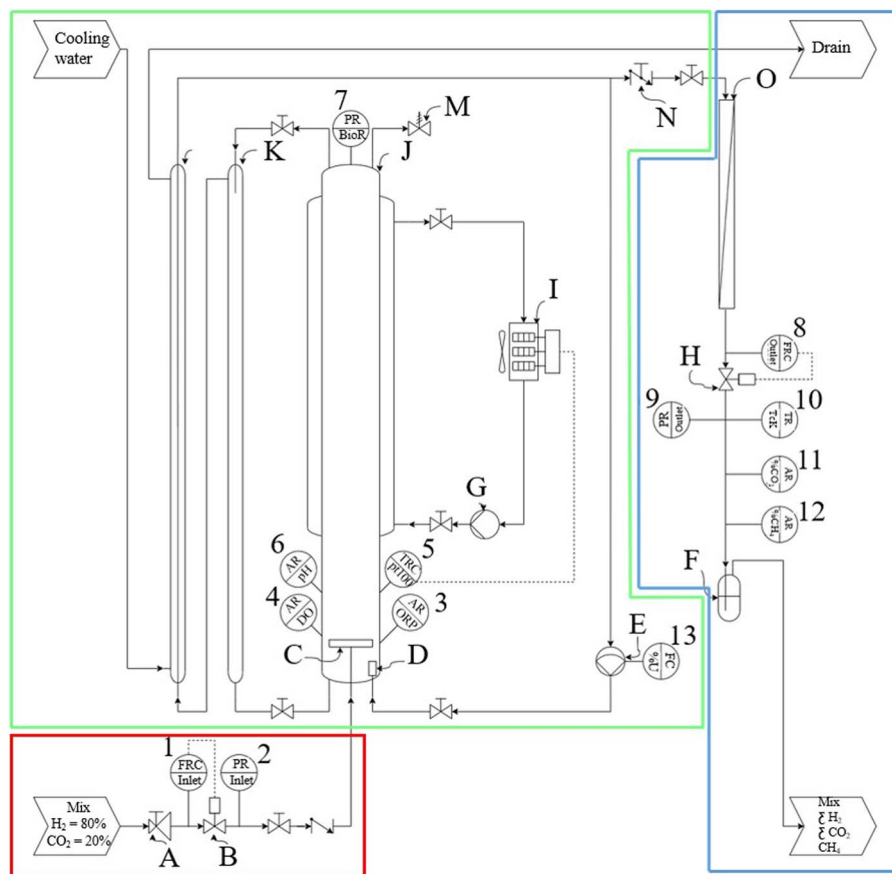 Cooling
water
Drain
O
N
7
PR
BioR
M
K
J
I
8
FRC
Outlet
H
9
PR
Outlet
10
TR
TcK
11
AR
%CO2
12
AR
%CH4
G
6
AR
pH
5
TRC
pt100
4
AR
DO
3
AR
ORP
F
C
D
E
13
FC
%U
1
FRC
Inlet
2
PR
Inlet
Mix
H2 = 80%
CO2 = 20%
A
B
Mix
ξ H2
ξ CO2
CH4